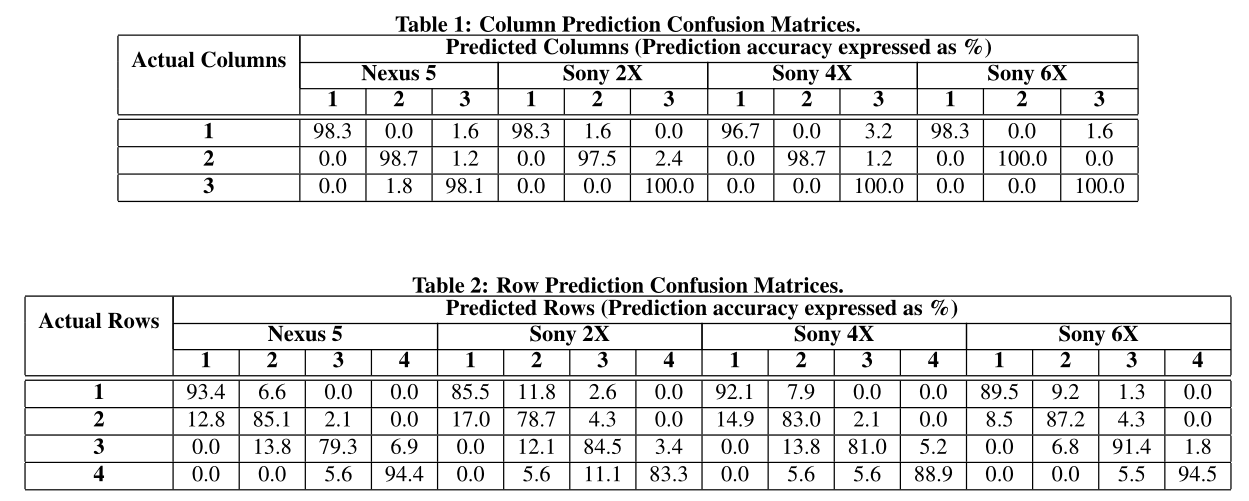 Table 1: Column Prediction Confusion Matrices.
Actual Columns Predicted Columns (Prediction accuracy expressed as %)
Nexus 5 Sony 2X Sony 4X Sony 6X
1 2 3 1 2 3 1 2 3 1 2 3
1 98.3 0.0 1.6 98.3 1.6 0.0 96.7 0.0 3.2 98.3 0.0 1.6
2 0.0 98.7 1.2 0.0 97.5 2.4 0.0 98.7 1.2 0.0 100.0 0.0
3 0.0 1.8 98.1 0.0 0.0 100.0 0.0 0.0 100.0 0.0 0.0 100.0
Table 2: Row Prediction Confusion Matrices.
Actual Rows Predicted Rows (Prediction accuracy expressed as %)
Nexus 5 Sony 2X Sony 4X Sony 6X
1 2 3 4 1 2 3 4 1 2 3 4 1 2 3 4
1 93.4 6.6 0.0 0.0 85.5 11.8 2.6 0.0 92.1 7.9 0.0 0.0 89.5 9.2 1.3 0.0
2 12.8 85.1 2.1 0.0 17.0 78.7 4.3 0.0 14.9 83.0 2.1 0.0 8.5 87.2 4.3 0.0
3 0.0 13.8 79.3 6.9 0.0 12.1 84.5 3.4 0.0 13.8 81.0 5.2 0.0 6.8 91.4 1.8
4 0.0 0.0 5.6 94.4 0.0 5.6 11.1 83.3 0.0 5.6 5.6 88.9 0.0 0.0 5.5 94.5